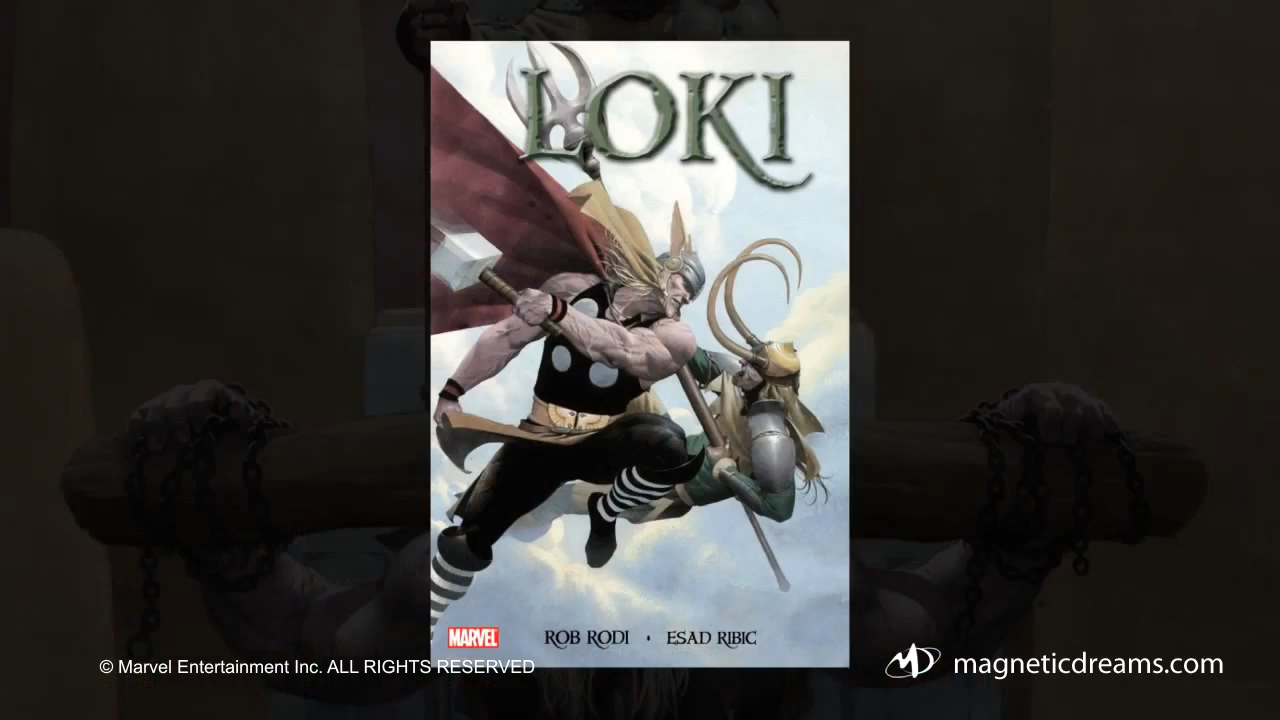 LOKI
MARVEL
ROB RODI • ESAD RIBIC
© Marvel Entertainment Inc. ALL RIGHTS RESERVED
magneticdreams.com